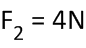 F₂ = 4N